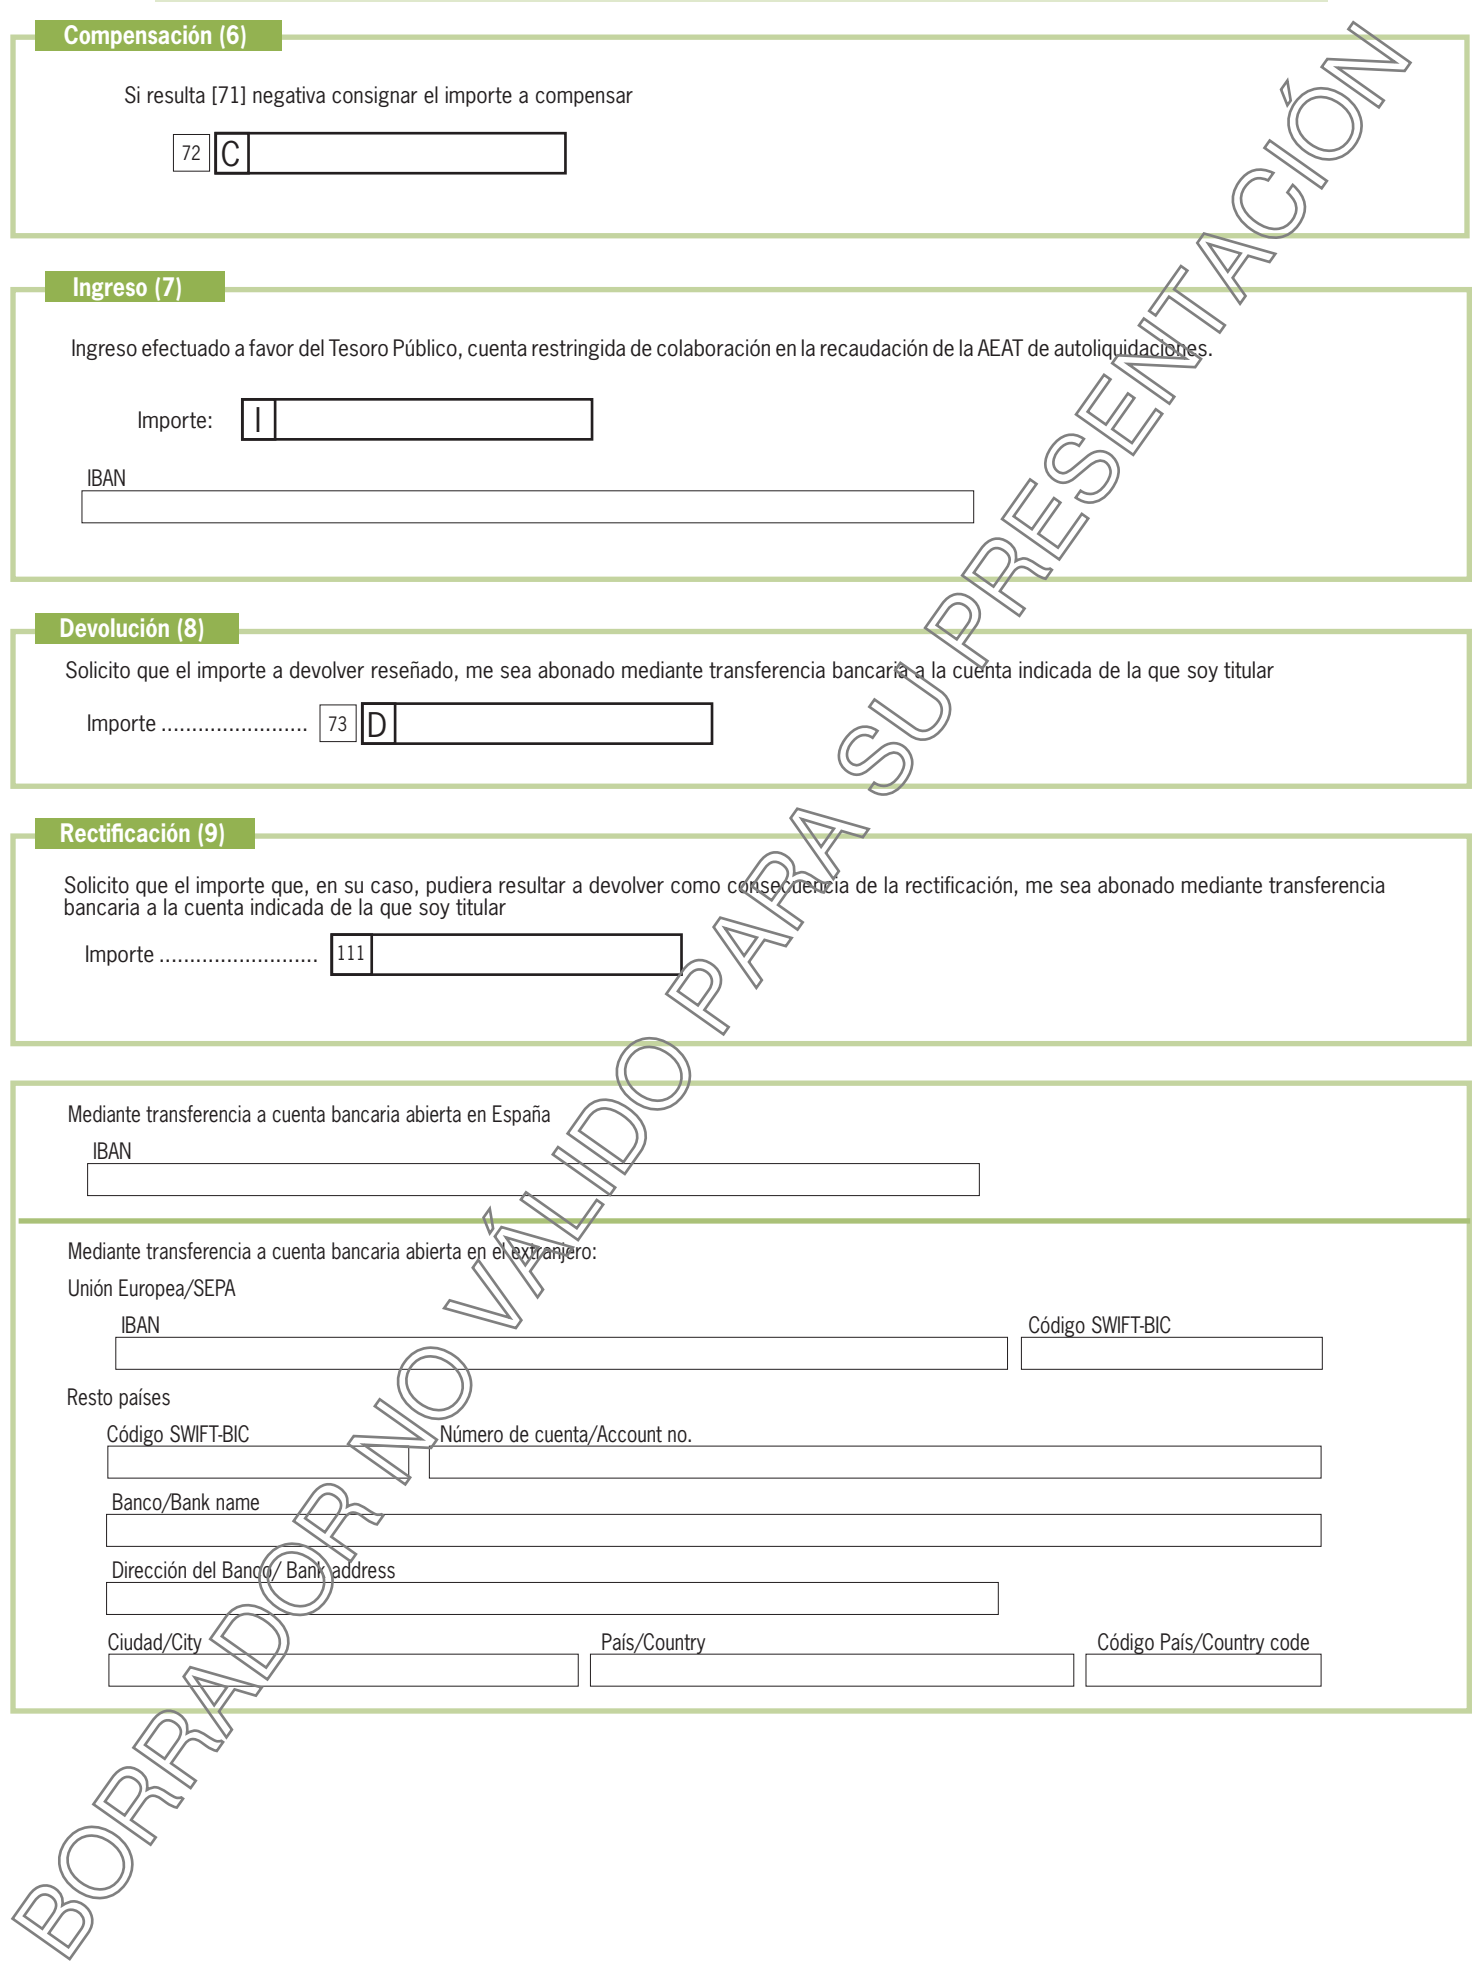 Compensación (6)
Si resulta [71] negativa consignar el importe a compensar
72 C
Ingreso (7)
Ingreso efectuado a favor del Tesoro Público, cuenta restringida de colaboración en la recaudación de la AEAT de autoliquidaciones.
Importe: I
IBAN
Devolución (8)
Solicito que el importe a devolver reseñado, me sea abonado mediante transferencia bancaria a la cuenta indicada de la que soy titular
Importe ........................ 73 D
Rectificación (9)
Solicito que el importe que, en su caso, pudiera resultar a devolver como consecuencia de la rectificación, me sea abonado mediante transferencia
bancaria a la cuenta indicada de la que soy titular
Importe .......................... 111
Mediante transferencia a cuenta bancaria abierta en España
IBAN
Mediante transferencia a cuenta bancaria abierta en el extranjero:
Unión Europea/SEPA
IBAN Código SWIFT-BIC
Resto países
Código SWIFT-BIC Número de cuenta/Account no.
Banco/Bank name
Dirección del Banco/ Bank address
Ciudad/City País/Country Código País/Country code
BORRADOR NO VÁLIDO PARA SU PRESENTACIÓN